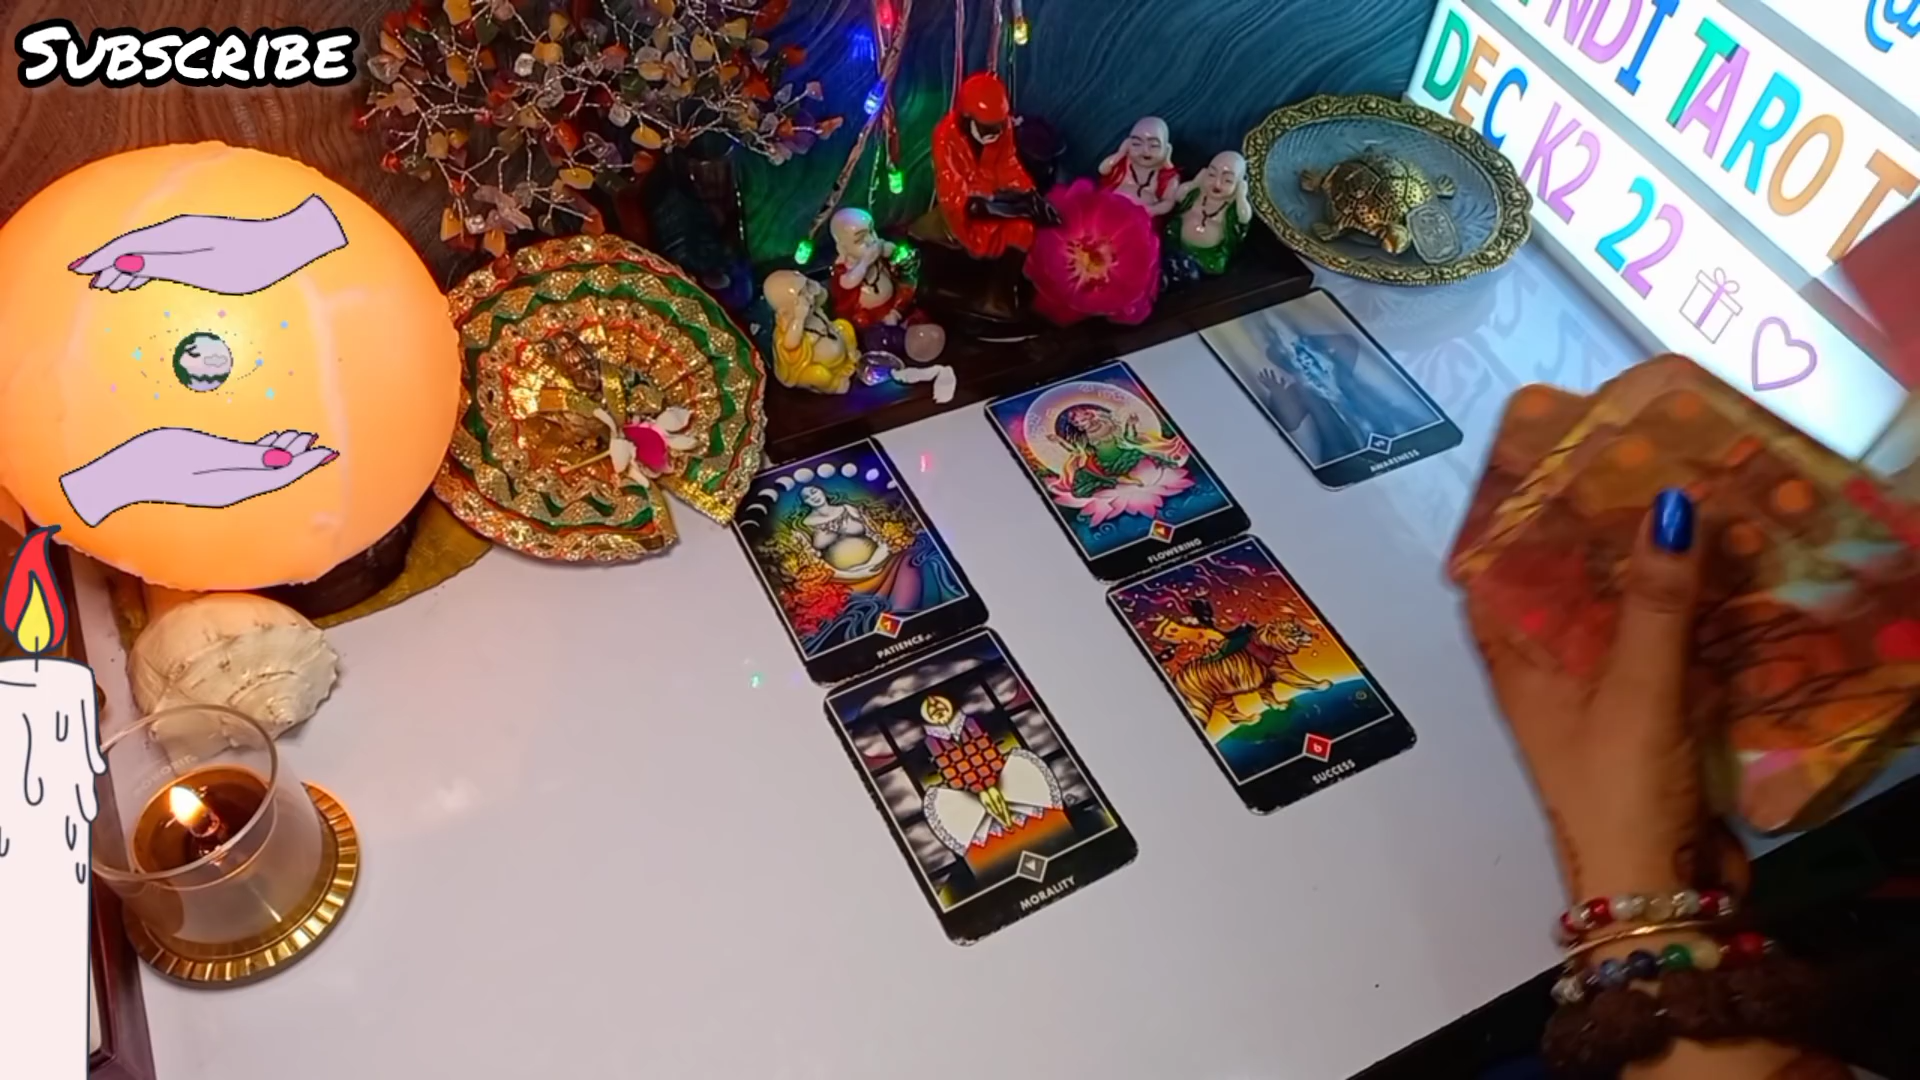 SUBSCRIBE
NDI TAROT
DEC K2 22
AWARENESS
FLOWERING
PATIENCE
SUCCESS
MORALITY